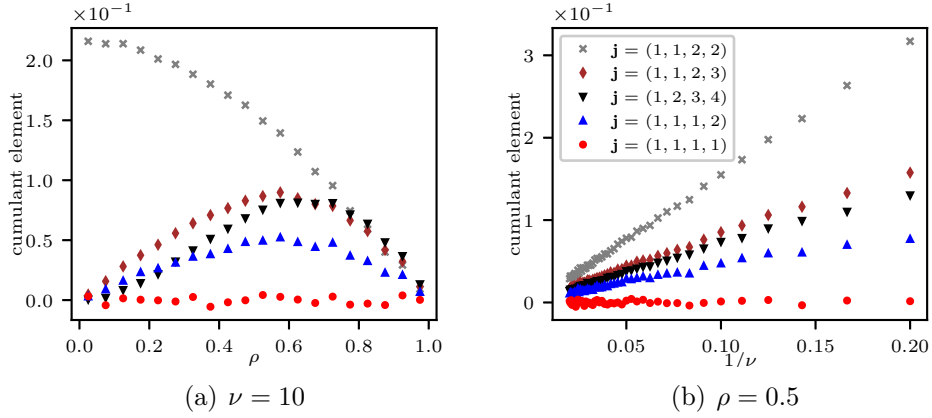 ×10⁻¹
cumulant element
2.0
1.5
1.0
0.5
0.0
0.0 0.2 0.4 0.6 0.8 1.0
ρ
(a) ν = 10
×10⁻¹
cumulant element
3
2
1
0
j = (1, 1, 2, 2)
j = (1, 1, 2, 3)
j = (1, 2, 3, 4)
j = (1, 1, 1, 2)
j = (1, 1, 1, 1)
0.05 0.10 0.15 0.20
1/ν
(b) ρ = 0.5